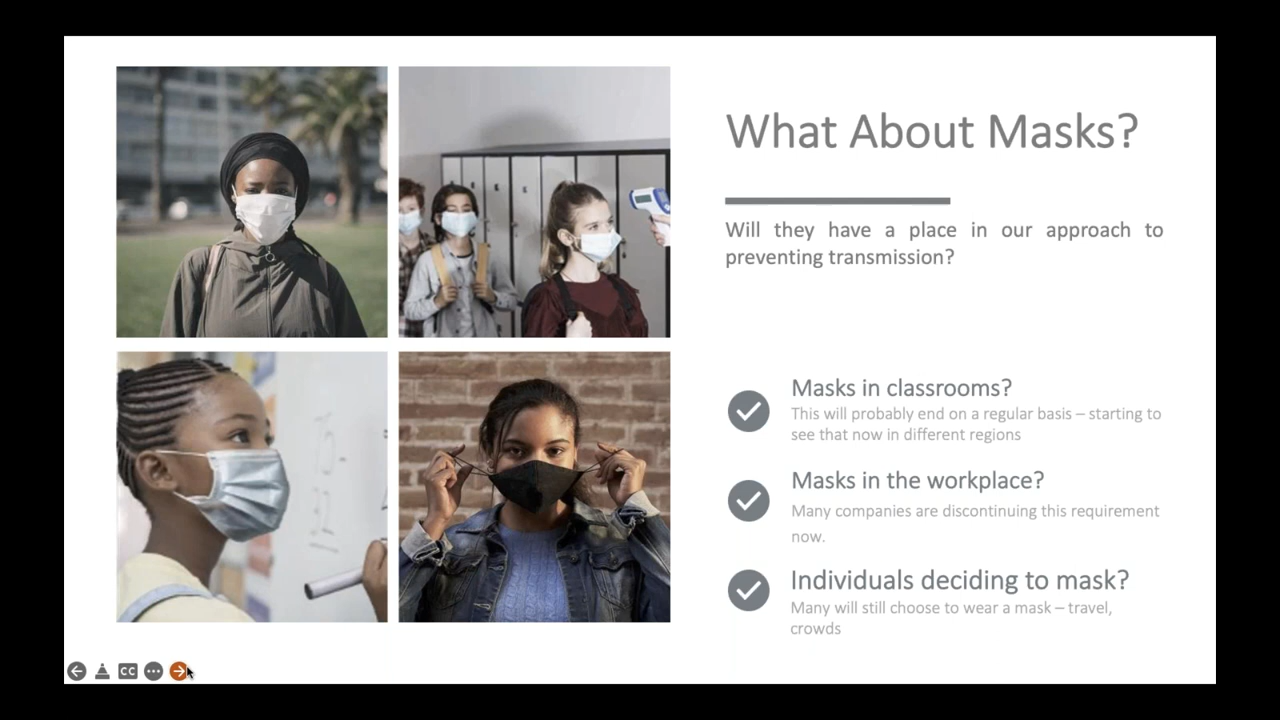 What About Masks?
Will they have a place in our approach to
preventing transmission?
Masks in classrooms?
This will probably end on a regular basis – starting to
see that now in different regions
Masks in the workplace?
Many companies are discontinuing this requirement
now.
Individuals deciding to mask?
Many will still choose to wear a mask – travel,
crowds
CC